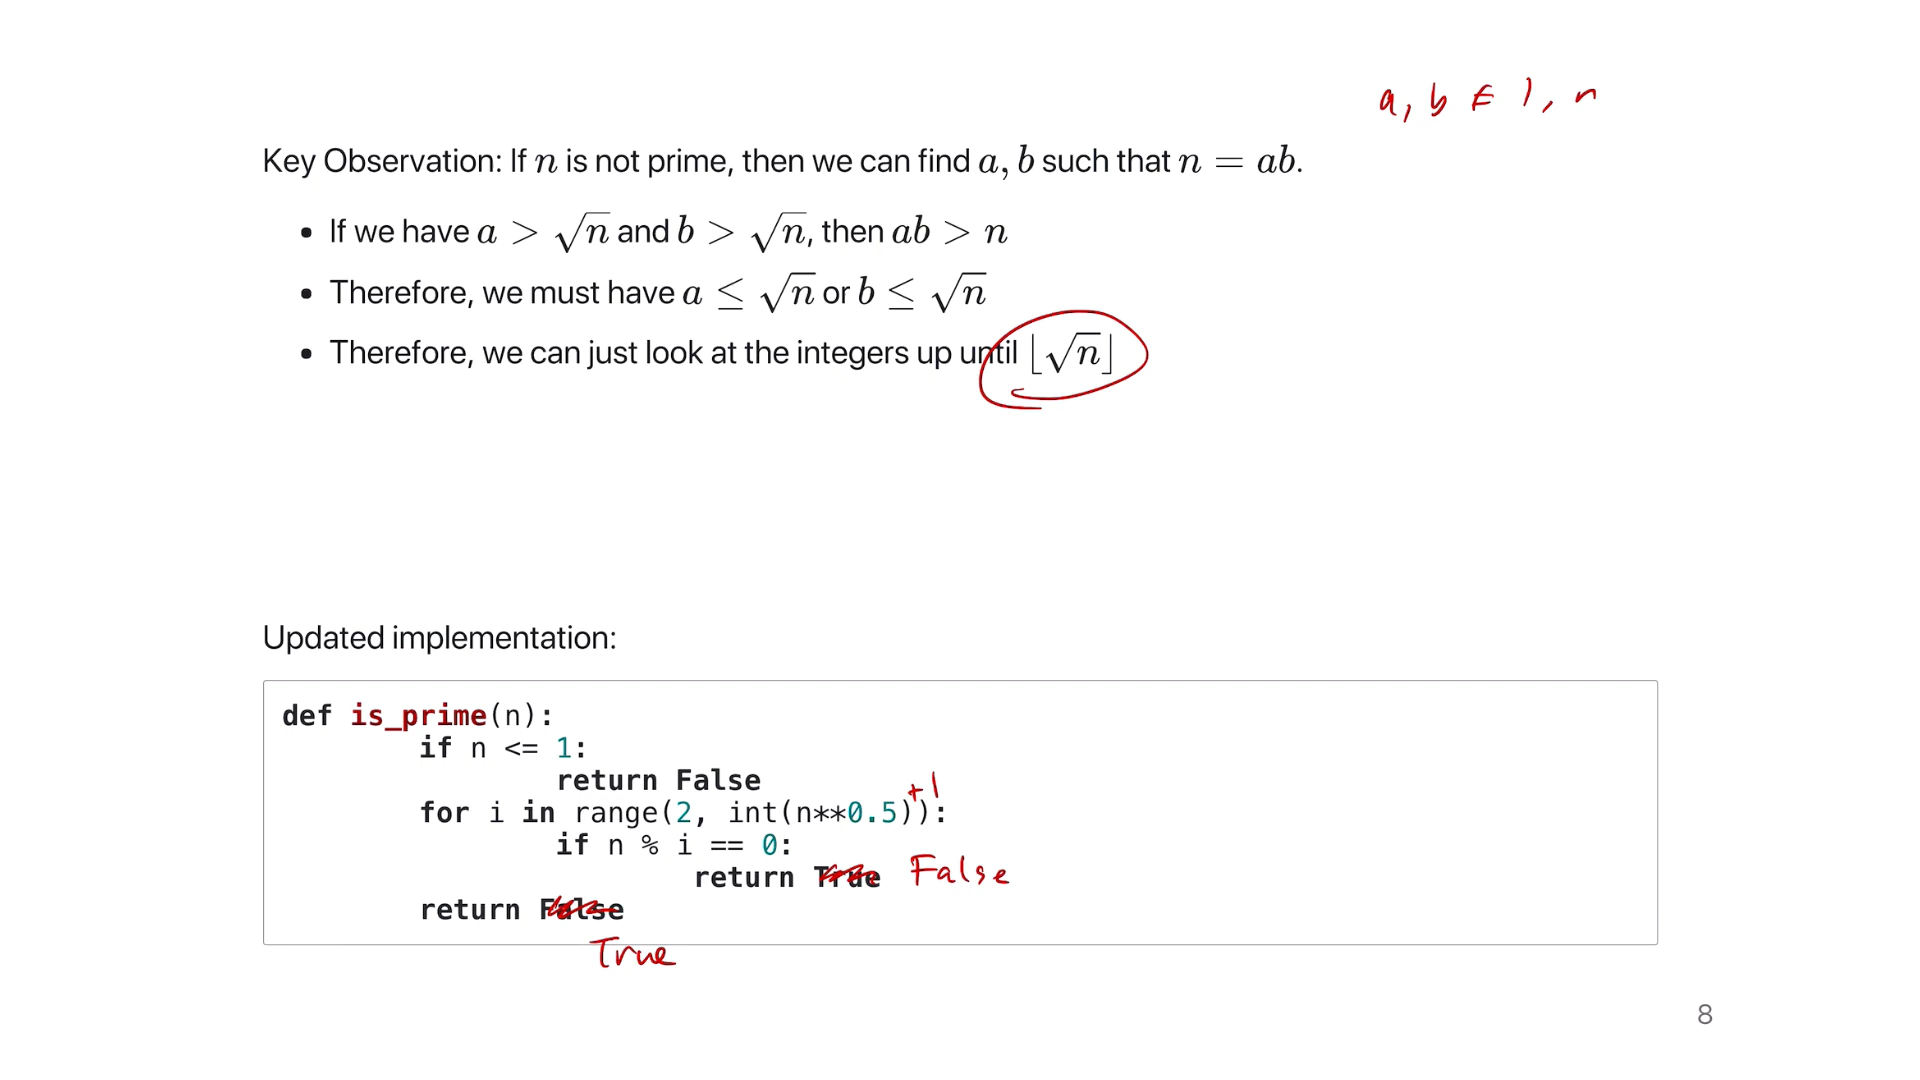 a, b ∉ 1, n
Key Observation: If n is not prime, then we can find a, b such that n = ab.
• If we have a > √n and b > √n, then ab > n
• Therefore, we must have a ≤ √n or b ≤ √n
• Therefore, we can just look at the integers up until ⌊√n⌋
Updated implementation:
def is_prime(n):
if n <= 1:
return False
+1
for i in range(2, int(n**0.5)):
if n % i == 0:
return True False
return False
True
8